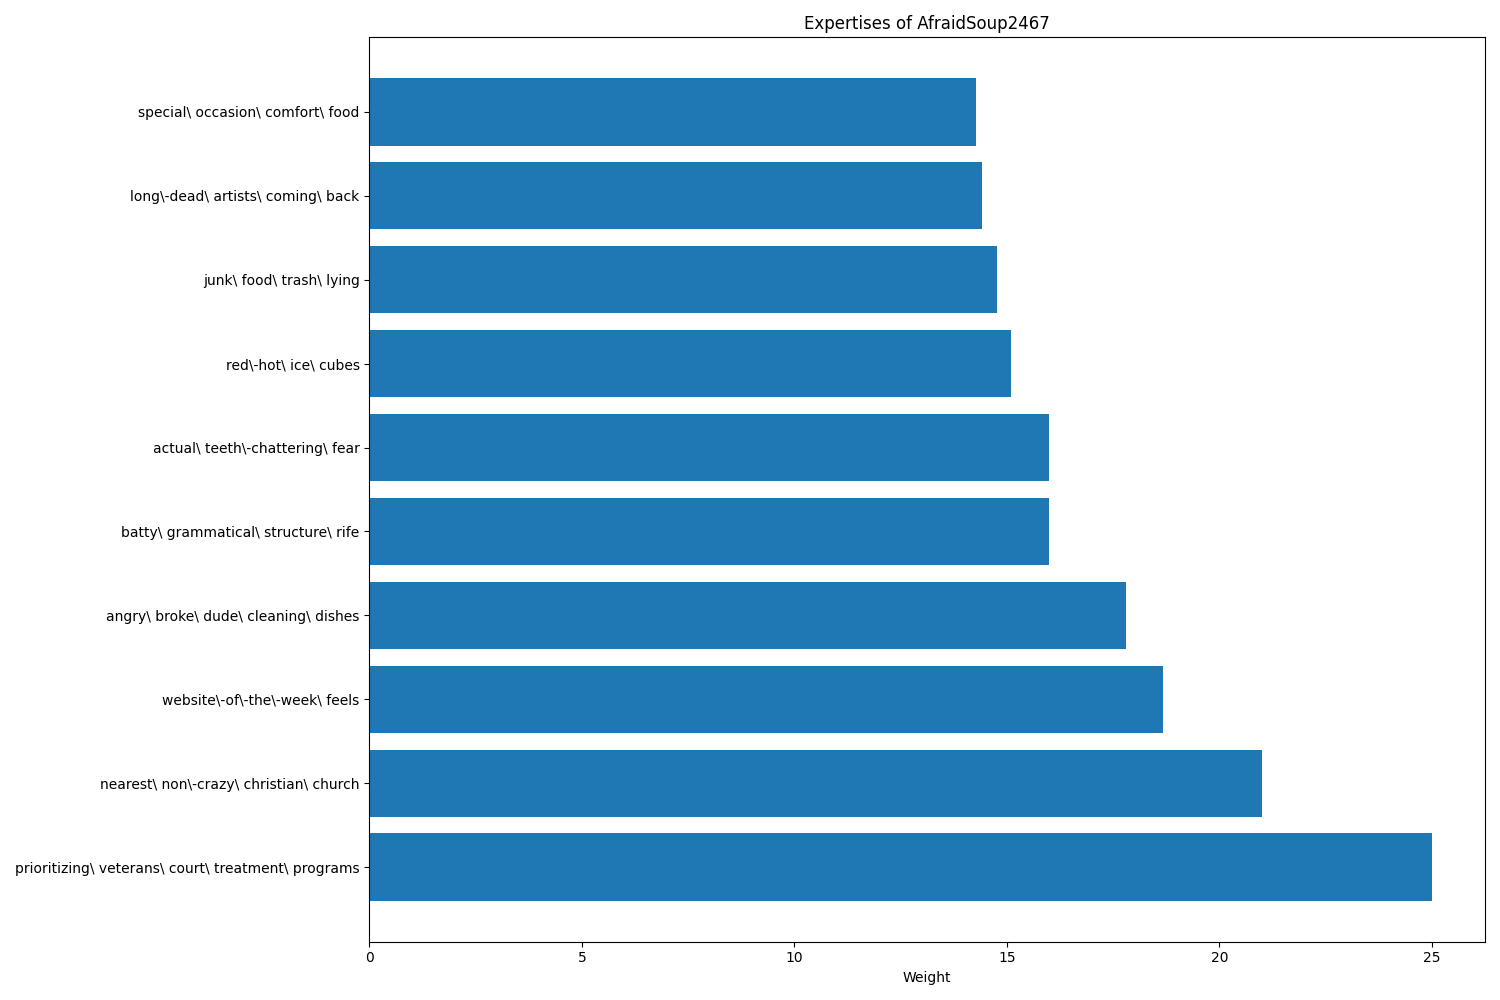 Expertises of AfraidSoup2467
special\ occasion\ comfort\ food
long\-dead\ artists\ coming\ back
junk\ food\ trash\ lying
red\-hot\ ice\ cubes
actual\ teeth\-chattering\ fear
batty\ grammatical\ structure\ rife
angry\ broke\ dude\ cleaning\ dishes
website\-of\-the\-week\ feels
nearest\ non\-crazy\ christian\ church
prioritizing\ veterans\ court\ treatment\ programs
0 5 10 15 20 25
Weight